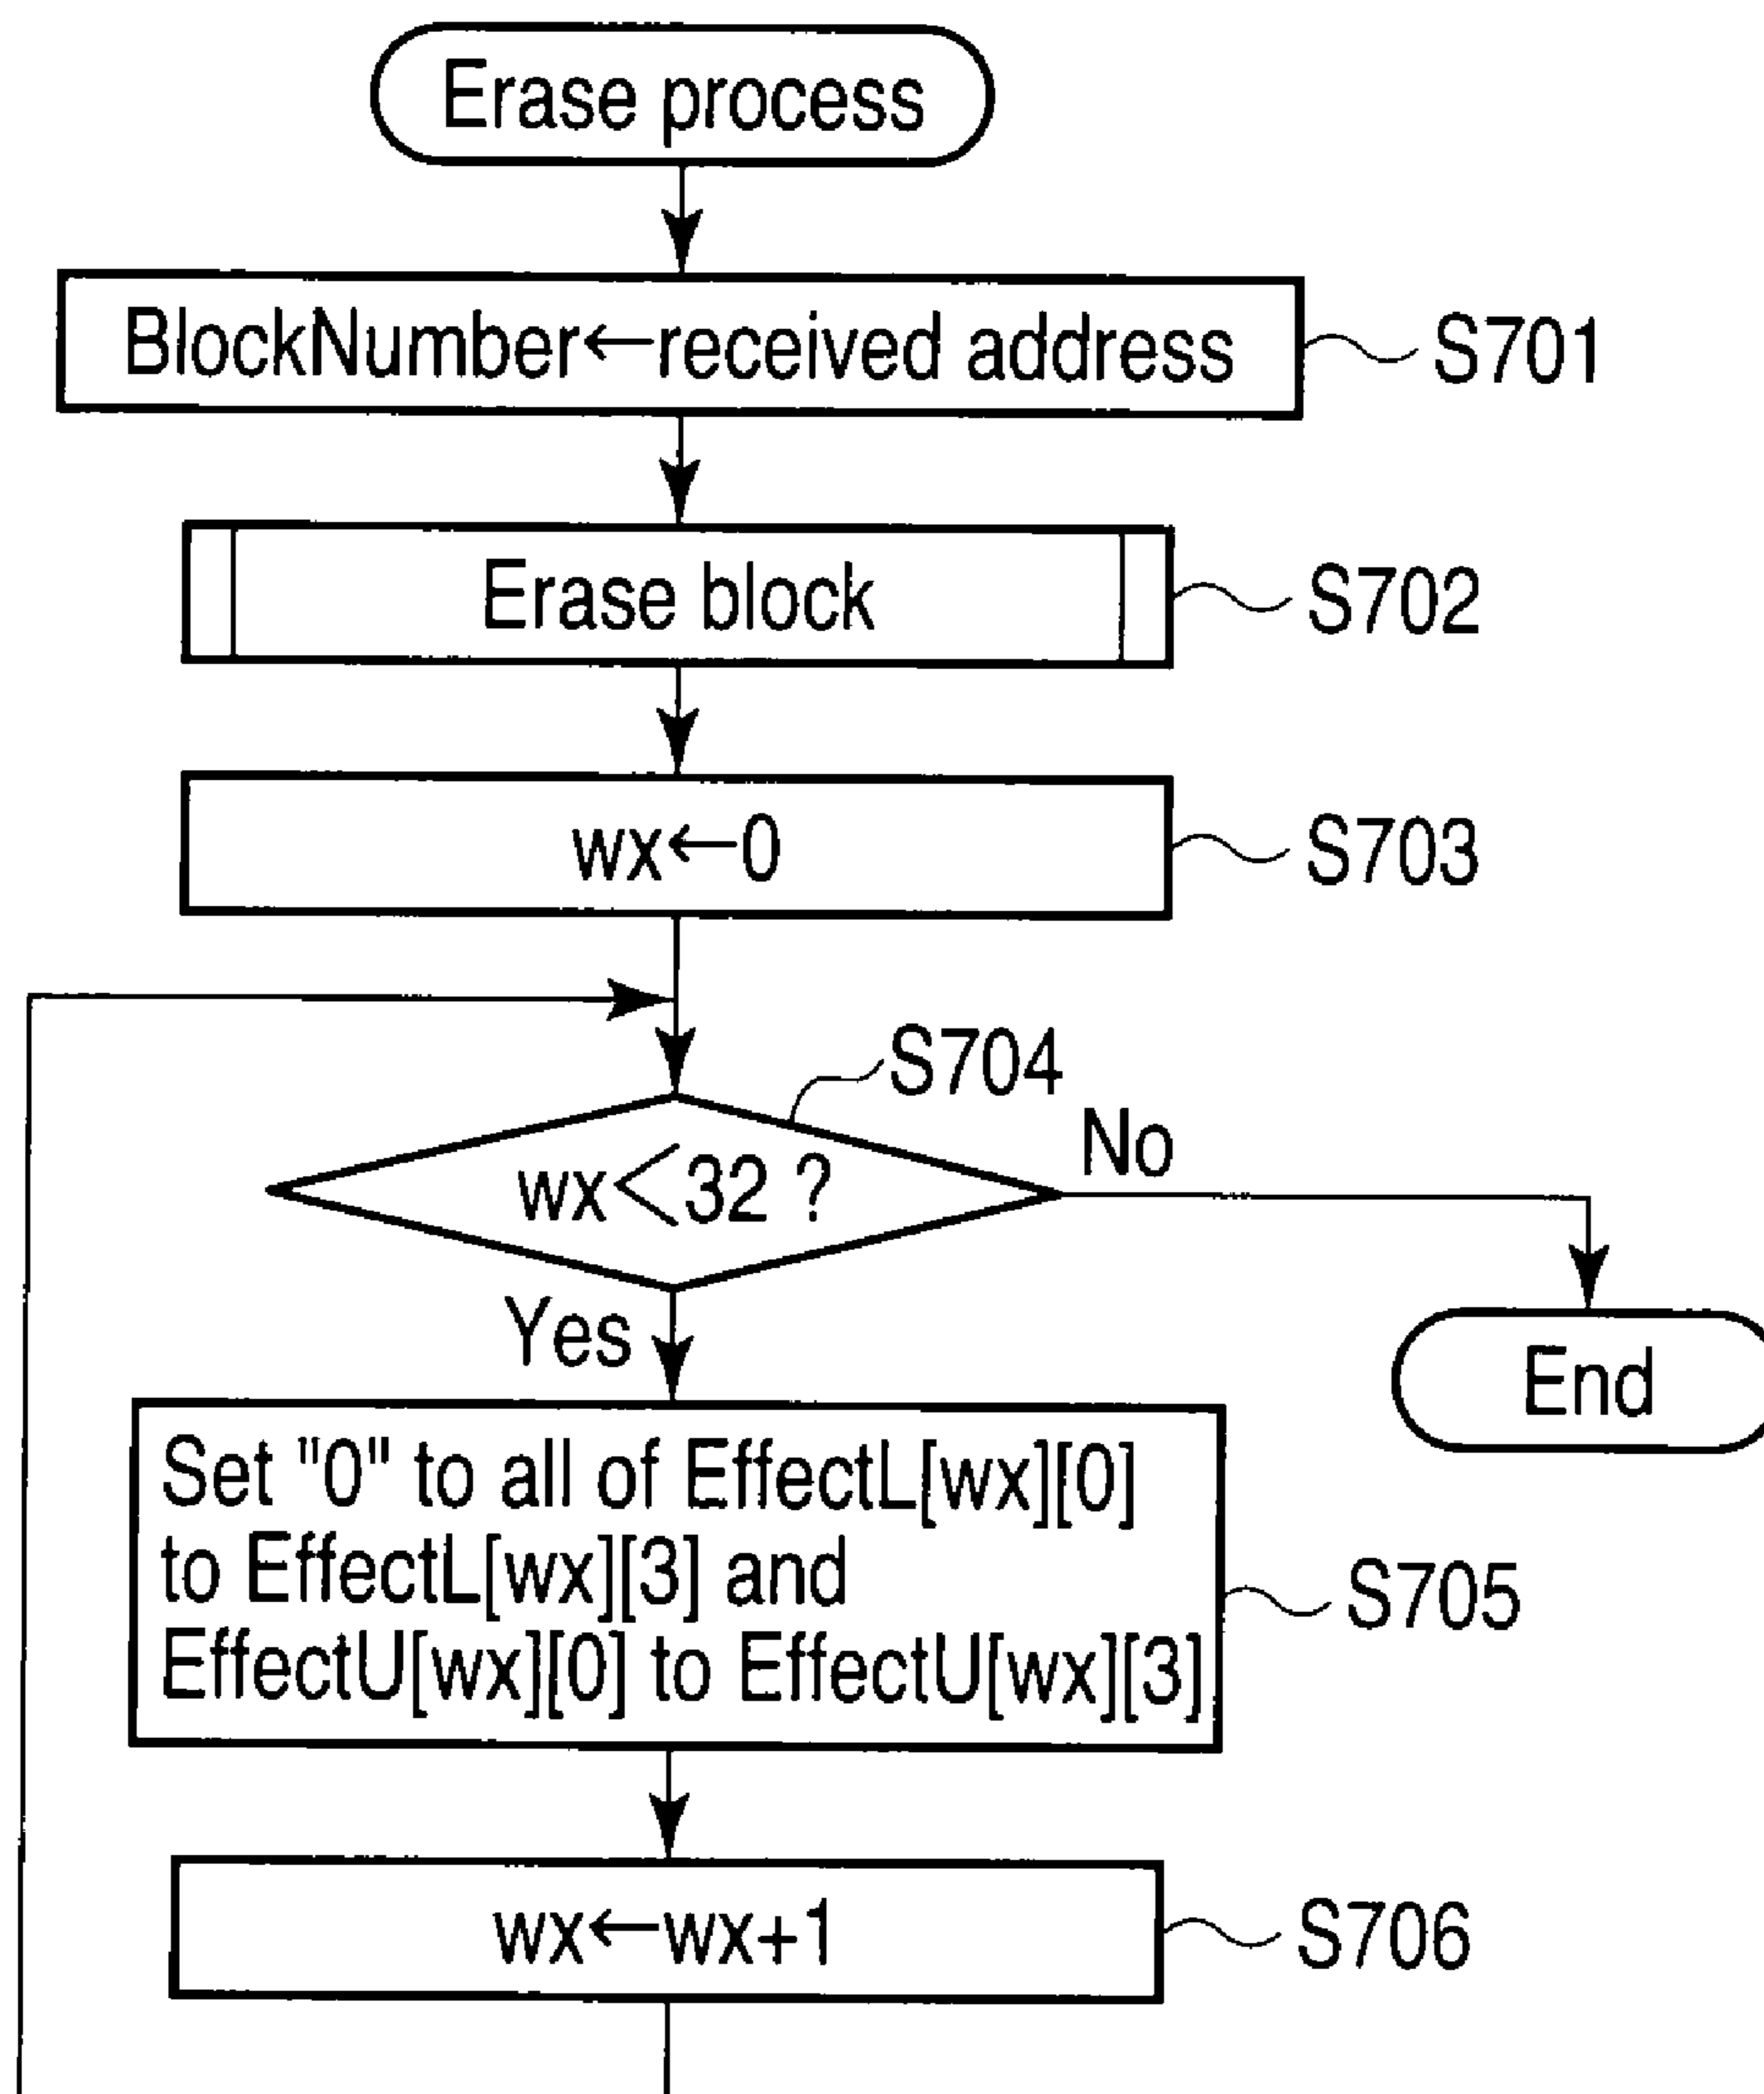 Erase process
BlockNumber←received address
S701
Erase block
S702
wx←0
S703
S704
wx<32 ?
No
Yes
End
Set "0" to all of EffectL[wx][0]
to EffectL[wx][3] and
EffectU[wx][0] to EffectU[wx][3]
S705
wx←wx+1
S706